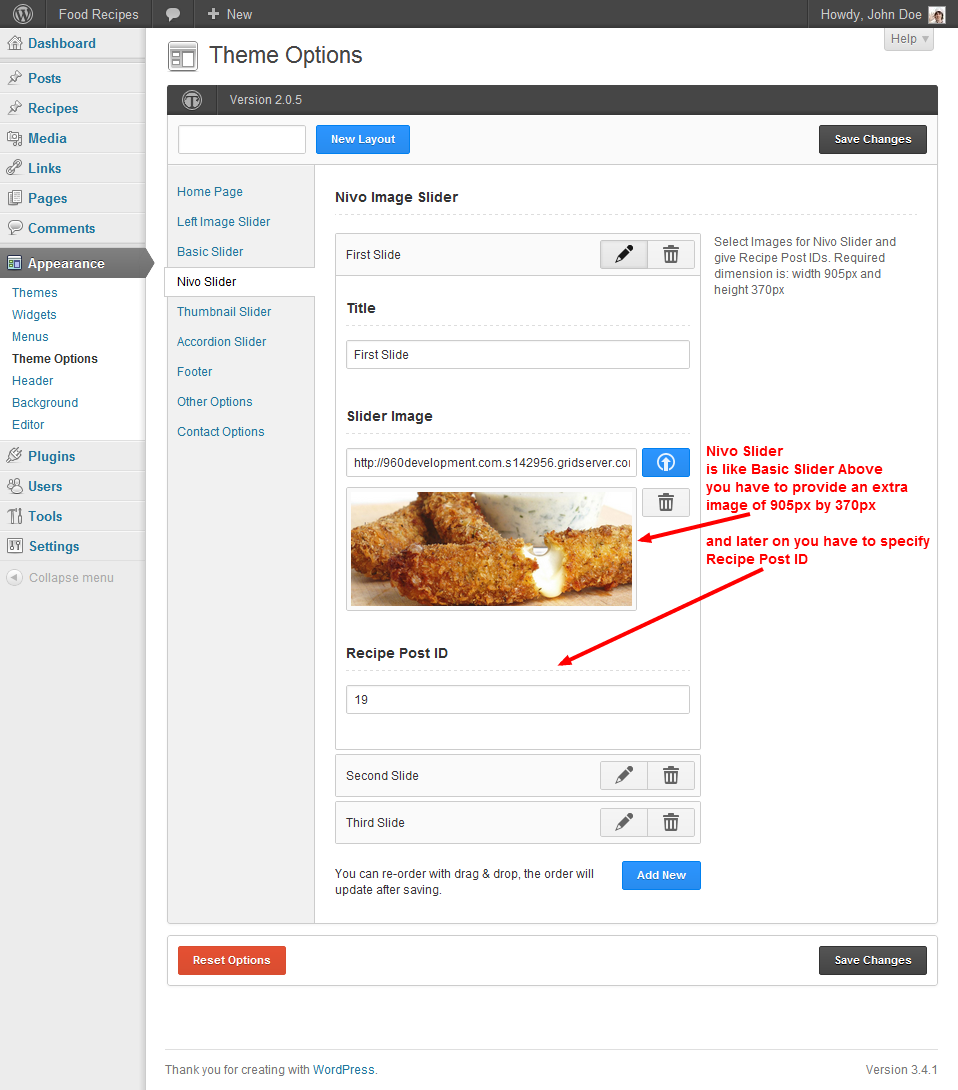 Food Recipes
New
Howdy, John Doe
Help
Dashboard
Posts
Recipes
Media
Links
Pages
Comments
Appearance
Themes
Widgets
Menus
Theme Options
Header
Background
Editor
Plugins
Users
Tools
Settings
Collapse menu
Theme Options
Version 2.0.5
New Layout
Save Changes
Home Page
Left Image Slider
Basic Slider
Nivo Slider
Thumbnail Slider
Accordion Slider
Footer
Other Options
Contact Options
Nivo Image Slider
First Slide
Select Images for Nivo Slider and
give Recipe Post IDs. Required
dimension is: width 905px and
height 370px
Title
First Slide
Slider Image
http://960development.com.s142956.gridserver.co
Nivo Slider
is like Basic Slider Above
you have to provide an extra
image of 905px by 370px
and later on you have to specify
Recipe Post ID
Recipe Post ID
19
Second Slide
Third Slide
You can re-order with drag & drop, the order will
update after saving.
Add New
Reset Options
Save Changes
Thank you for creating with WordPress.
Version 3.4.1